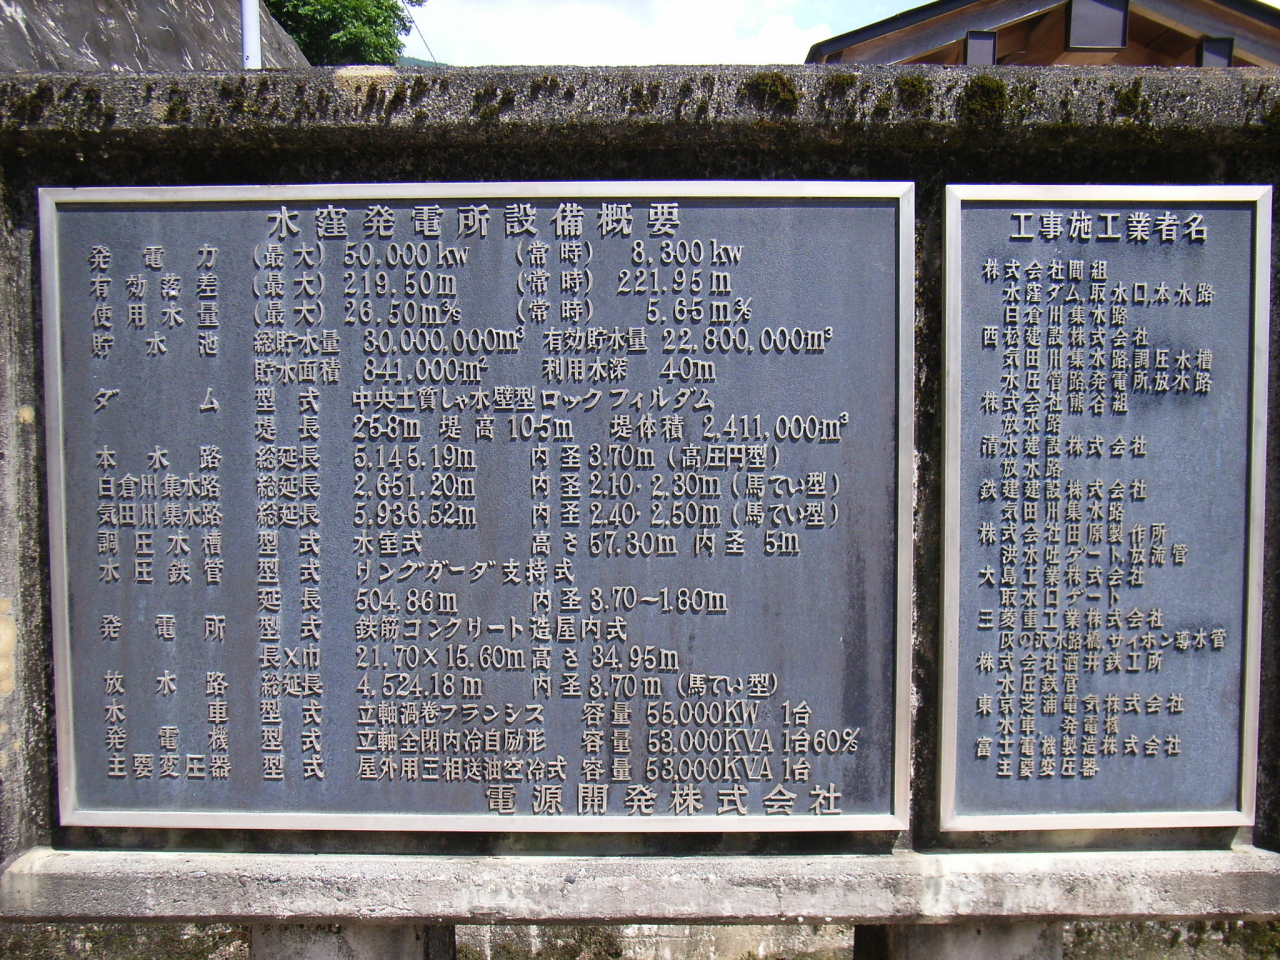 水窪発電所設備概要
発電力 (最大) 50,000kw (常時) 8,300kw
有効落差 (最大) 219.50m (常時) 221.95m
使用水量 (最大) 26.50m³/s (常時) 5.65m³/s
貯水池 総貯水量 30,000,000m³ 有効貯水量 22,800,000m³
貯水面積 841,000m² 利用水深 40m
ダム 型式 中央土質しゃ水壁型ロックフィルダム
堤長 258m 堤高 105m 堤体積 2,411,000m³
本水路 総延長 5,145.19m 内圣 3.70m (高圧円型)
白倉川集水路 総延長 2,651.20m 内圣 2.10・2.30m (馬てい型)
気田川集水路 総延長 5,936.52m 内圣 2.40・2.50m (馬てい型)
調圧水槽 型式 水室式 高さ 57.30m 内圣 5m
水圧鉄管 型式 リングガーダ支持式
延長 504.86m 内圣 3.70~1.80m
発電所 型式 鉄筋コンクリート造屋内式
長×巾 21.70×15.60m 高さ 34.95m
放水路 総延長 4,524.18m 内圣 3.70m (馬てい型)
水車 型式 立軸渦巻フランシス 容量 55,000KW 1台
発電機 型式 立軸全閉内冷自励形 容量 53,000KVA 1台 60%
主要変圧器 型式 屋外用三相送油空冷式 容量 53,000KVA 1台
電源開発株式会社
工事施工業者名
株式会社間組
水窪ダム.取水口.本水路
白倉川集水路
西松建設株式会社
気田川集水路.調圧水槽
水圧管路.発電所.放水路
株式会社熊谷組
放水路
清水建設株式会社
放水路
鉄建建設株式会社
気田川集水路
株式会社田原製作所
洪水吐ゲート.放流管
大島工業株式会社
取水口ゲート
三菱重工業株式会社
灰の沢水路橋.サイホン導水管
株式会社酒井鉄工所
水圧鉄管
東京芝浦電気株式会社
水車.発電機
富士電機製造株式会社
主要変圧器